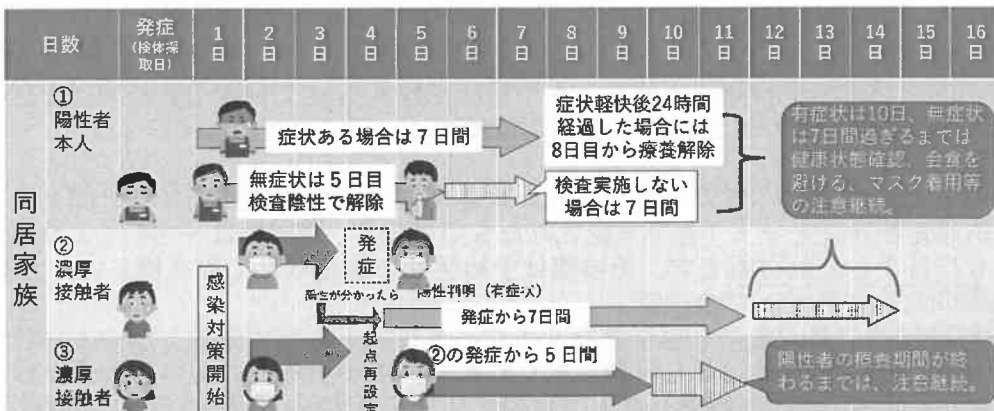 日数
発症
(検体採
取日)
1日
2日
3日
4日
5日
6日
7日
8日
9日
10日
11日
12日
13日
14日
15日
16日
同居家族
①
陽性者
本人
症状ある場合は7日間
症状軽快後24時間
経過した場合には
8日目から療養解除
有症状は10日、無症状
は7日間過ぎるまでは
健康状態確認、会食を
避ける、マスク着用等
の注意継続。
無症状は5日目
検査陰性で解除
検査実施しない
場合は7日間
②
濃厚
接触者
感染対策開始
発症
陽性が分かったら
陽性判明(有症状)
発症から7日間
起点再設定
③
濃厚
接触者
②の発症から5日間
陽性者の療養期間が終
わるまでは、注意継続。